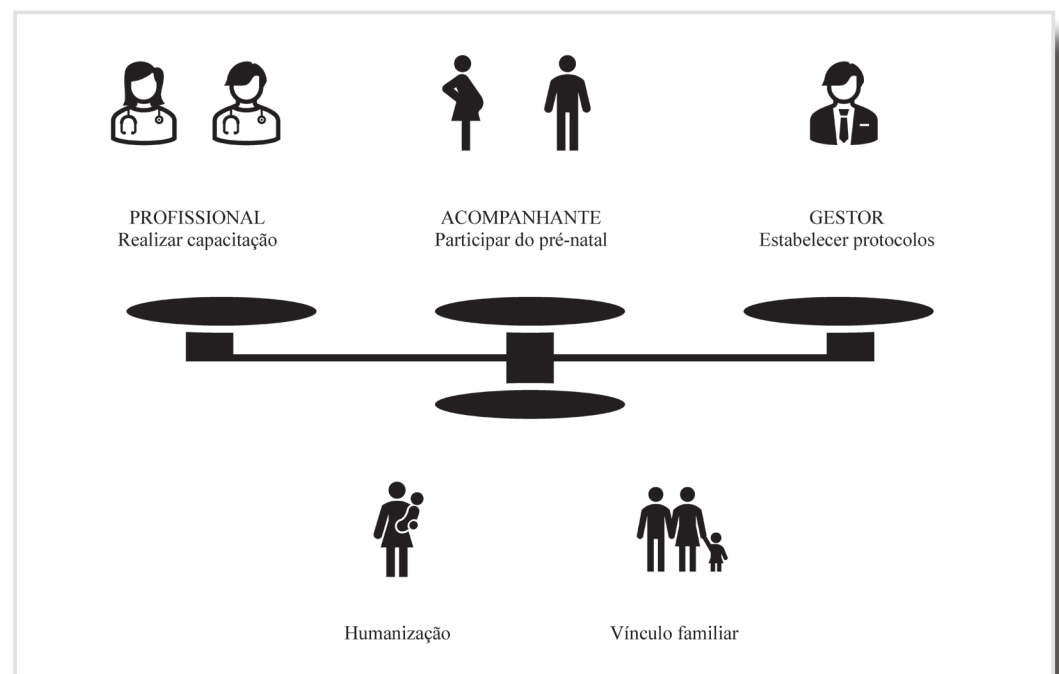 PROFISSIONAL
Realizar capacitação
ACOMPANHANTE
Participar do pré-natal
GESTOR
Estabelecer protocolos
Humanização
Vínculo familiar